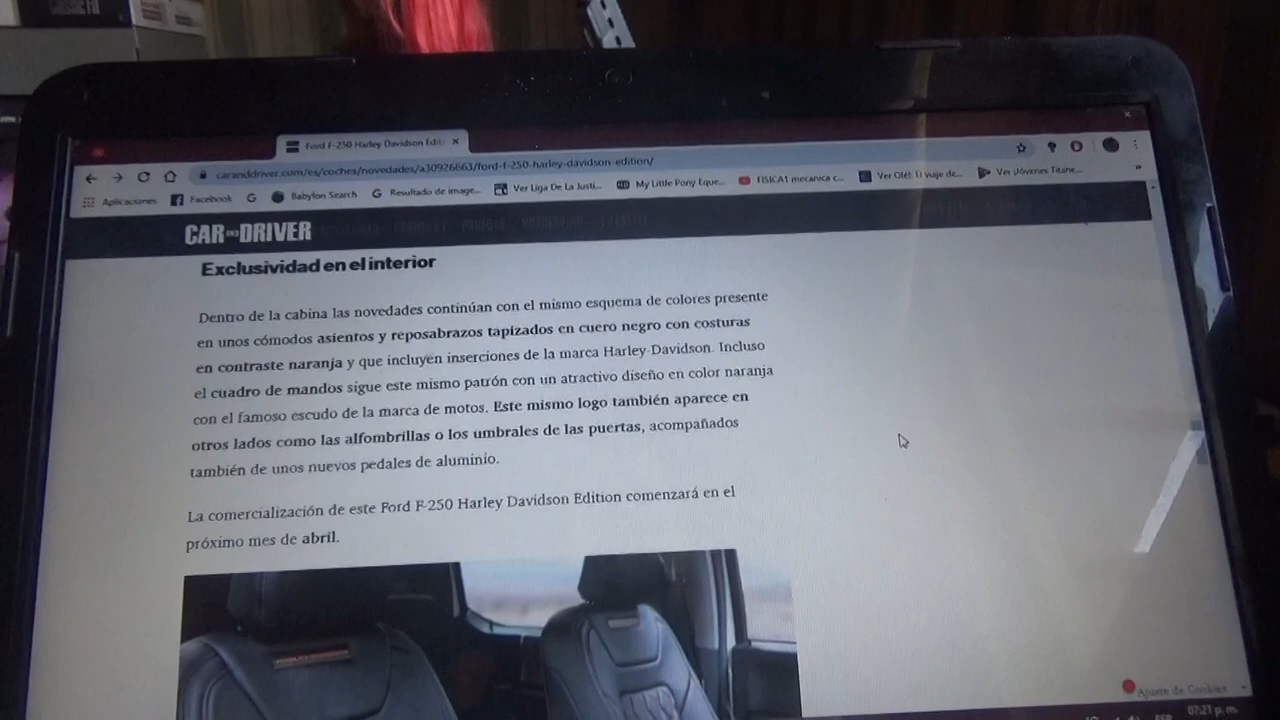 Ford F-250 Harley Davidson Editi
caranddriver.com/es/coches/novedades/a30926663/ford-f-250-harley-davidson-edition/
Aplicaciones Facebook Babylon Search Resultado de image... Ver Liga De La Justi... My Little Pony Eque... FISICA1 mecanica c... Ver Olé! El viaje de... Ver ¡Jóvenes Titane...
CAR AND DRIVER
Exclusividad en el interior
Dentro de la cabina las novedades continúan con el mismo esquema de colores presente
en unos cómodos asientos y reposabrazos tapizados en cuero negro con costuras
en contraste naranja y que incluyen inserciones de la marca Harley-Davidson. Incluso
el cuadro de mandos sigue este mismo patrón con un atractivo diseño en color naranja
con el famoso escudo de la marca de motos. Este mismo logo también aparece en
otros lados como las alfombrillas o los umbrales de las puertas, acompañados
también de unos nuevos pedales de aluminio.
La comercialización de este Ford F-250 Harley Davidson Edition comenzará en el
próximo mes de abril.
Ajuste de Cookies
07:21 p. m.